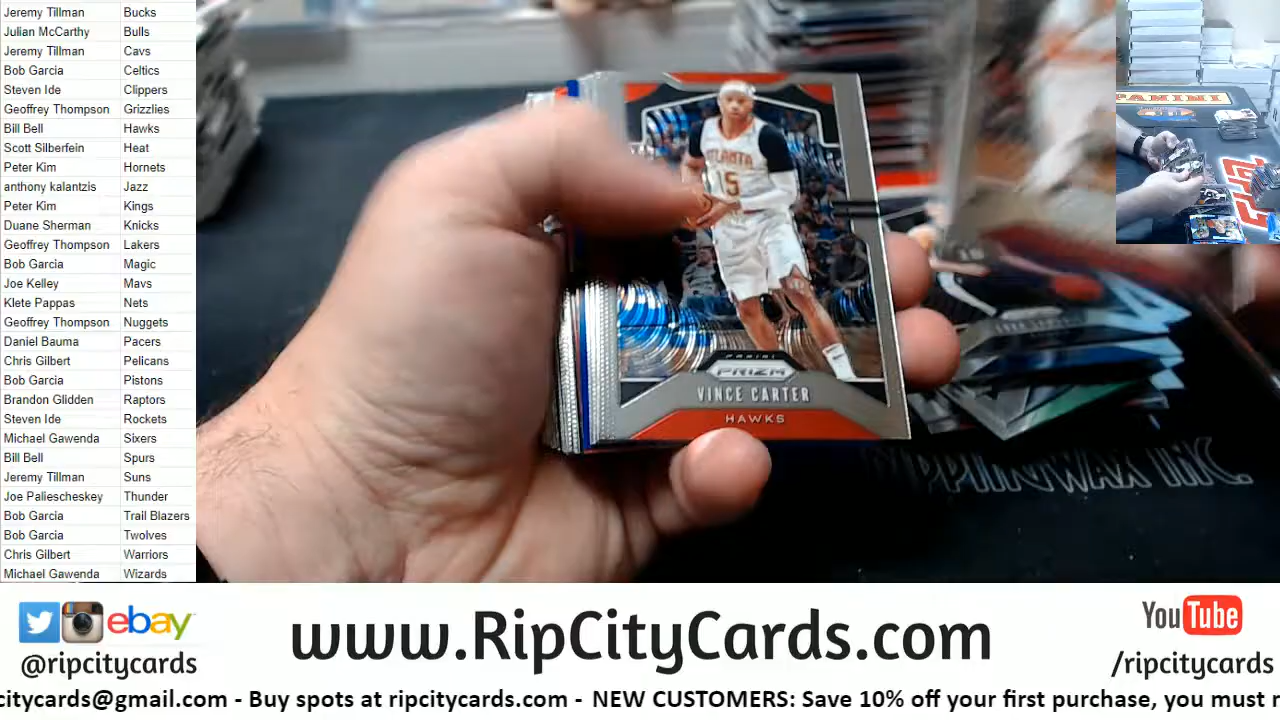 Jeremy Tillman Bucks
Julian McCarthy Bulls
Jeremy Tillman Cavs
Bob Garcia Celtics
Steven Ide Clippers
Geoffrey Thompson Grizzlies
Bill Bell Hawks
Scott Silberfein Heat
Peter Kim Hornets
anthony kalantzis Jazz
Peter Kim Kings
Duane Sherman Knicks
Geoffrey Thompson Lakers
Bob Garcia Magic
Joe Kelley Mavs
Klete Pappas Nets
Geoffrey Thompson Nuggets
Daniel Bauma Pacers
Chris Gilbert Pelicans
Bob Garcia Pistons
Brandon Glidden Raptors
Steven Ide Rockets
Michael Gawenda Sixers
Bill Bell Spurs
Jeremy Tillman Suns
Joe Paliescheskey Thunder
Bob Garcia Trail Blazers
Bob Garcia Twolves
Chris Gilbert Warriors
Michael Gawenda Wizards
ATLANTA
15
PANINI
PRIZM
VINCE CARTER
HAWKS
PANINI
RIPPINWAX INC.
ebay
@ripcitycards
www.RipCityCards.com
YouTube
/ripcitycards
citycards@gmail.com - Buy spots at ripcitycards.com - NEW CUSTOMERS: Save 10% off your first purchase, you must